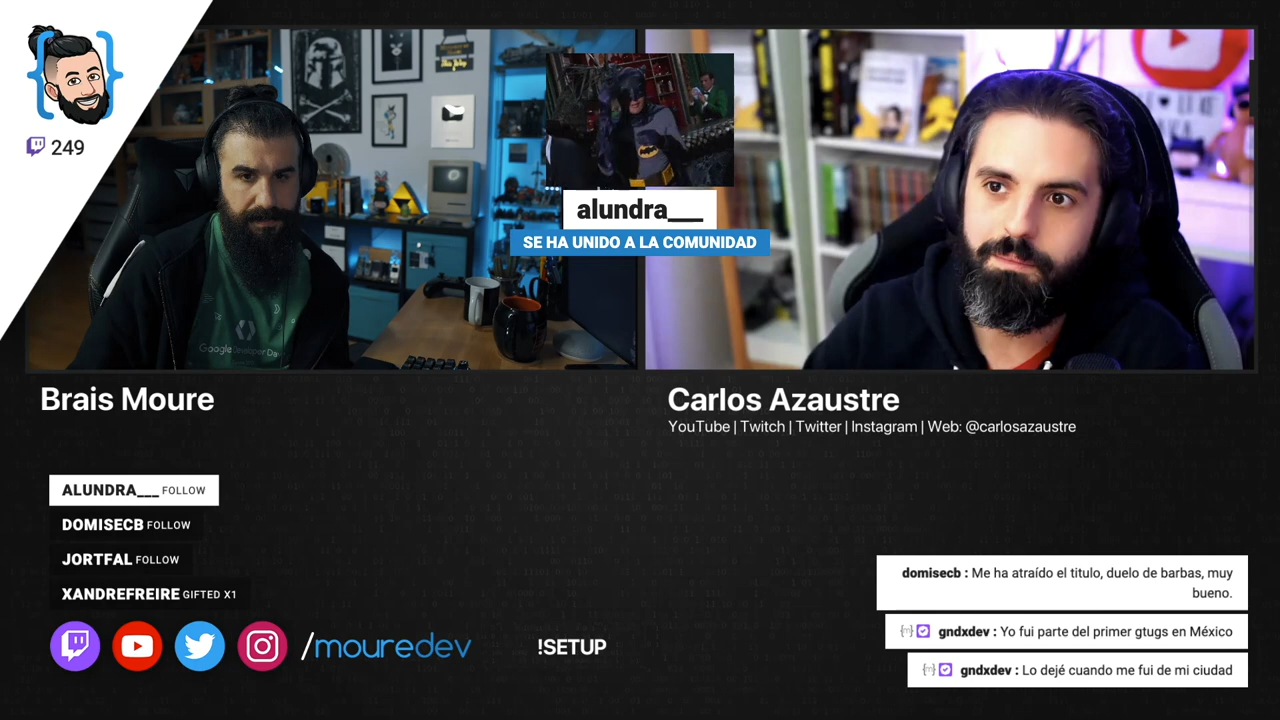 249
alundra___
SE HA UNIDO A LA COMUNIDAD
Google Developer
Brais Moure
Carlos Azaustre
YouTube | Twitch | Twitter | Instagram | Web: @carlosazaustre
ALUNDRA___ FOLLOW
DOMISECB FOLLOW
JORTFAL FOLLOW
XANDREFREIRE GIFTED X1
/mouredev
!SETUP
domisecb : Me ha atraído el titulo, duelo de barbas, muy
bueno.
{m} gndxdev : Yo fui parte del primer gtugs en México
{m} gndxdev : Lo dejé cuando me fui de mi ciudad